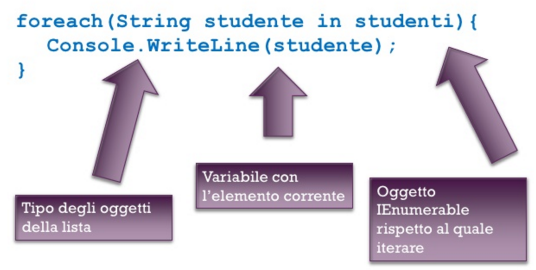 foreach(String studente in studenti){
Console.WriteLine(studente);
}
Tipo degli oggetti
della lista
Variabile con
l'elemento corrente
Oggetto
IEnumerable
rispetto al quale
iterare